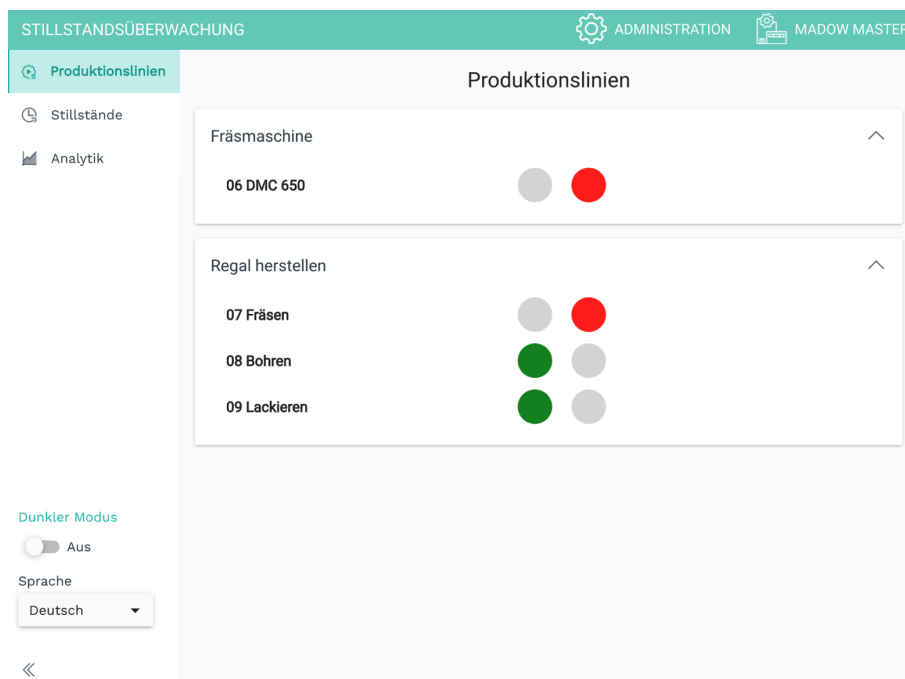 STILLSTANDSÜBERWACHUNG
ADMINISTRATION
MADOW MASTER
Produktionslinien
Stillstände
Analytik
Produktionslinien
Fräsmaschine
06 DMC 650
Regal herstellen
07 Fräsen
08 Bohren
09 Lackieren
Dunkler Modus
Aus
Sprache
Deutsch